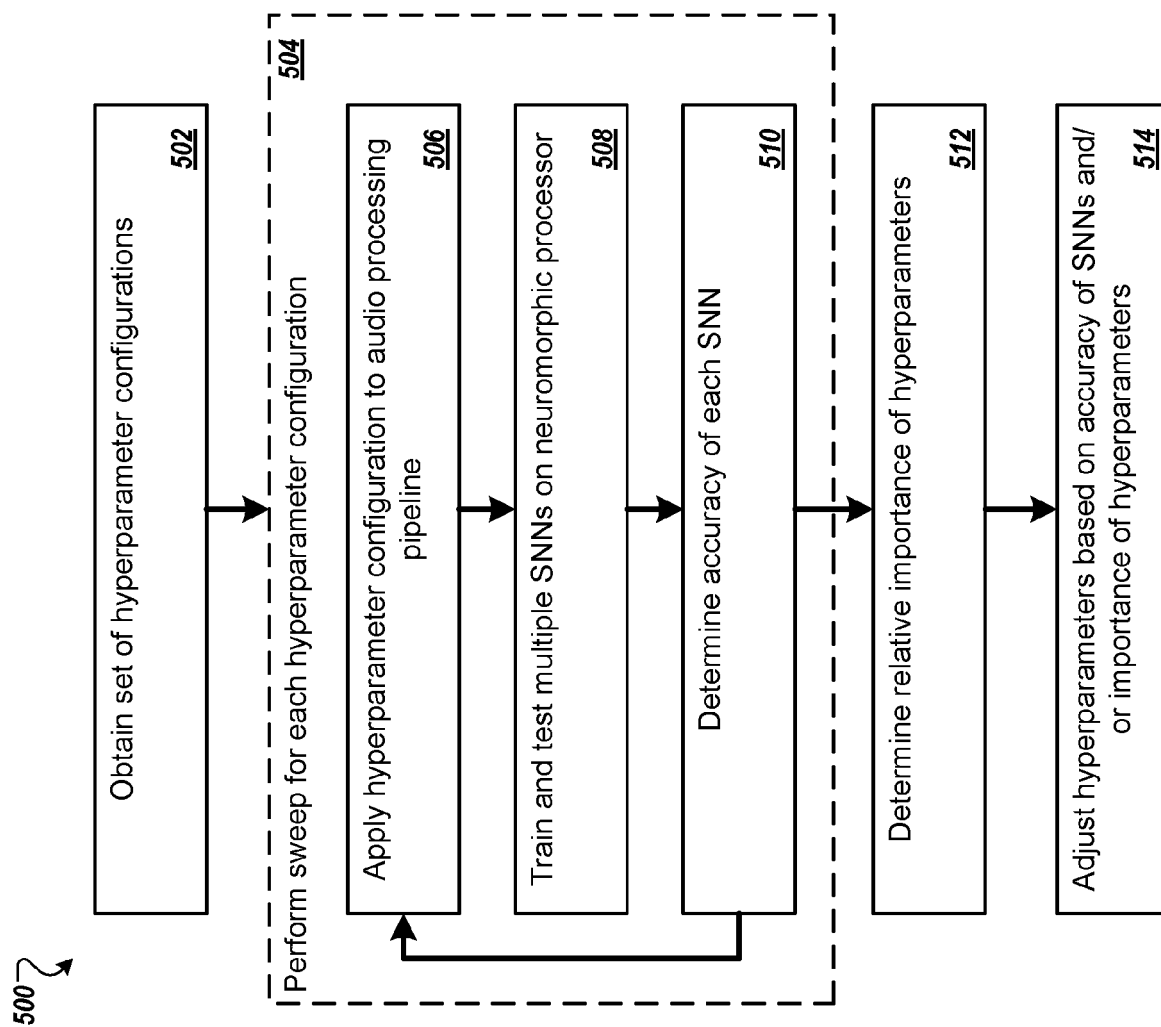 500
Obtain set of hyperparameter configurations
502
Perform sweep for each hyperparameter configuration
504
Apply hyperparameter configuration to audio processing
pipeline
506
Train and test multiple SNNs on neuromorphic processor
508
Determine accuracy of each SNN
510
Determine relative importance of hyperparameters
512
Adjust hyperparameters based on accuracy of SNNs and/
or importance of hyperparameters
514